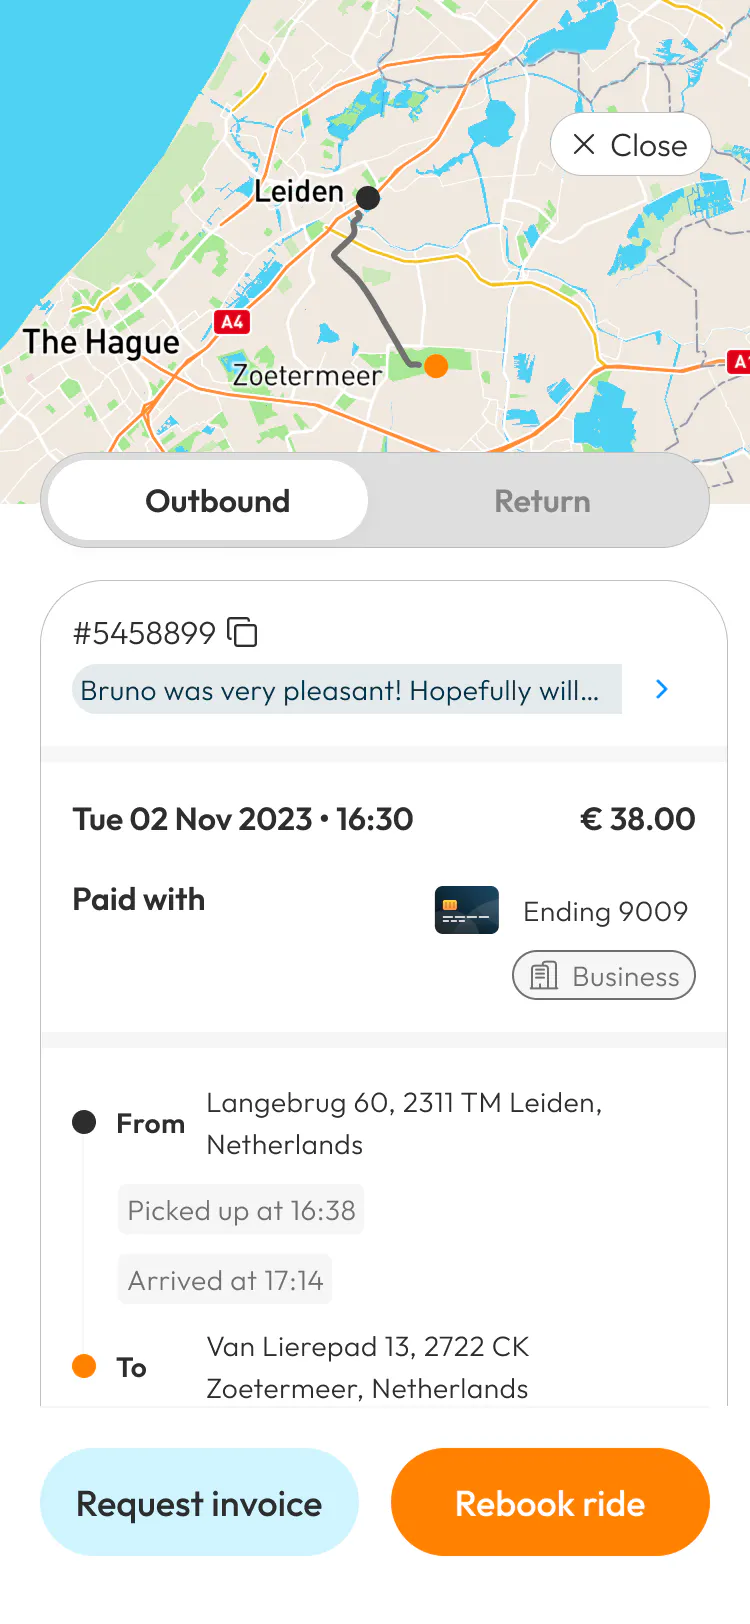 Close
Leiden
A4
The Hague
Zoetermeer
Outbound
Return
#5458899
Bruno was very pleasant! Hopefully will...
Tue 02 Nov 2023 • 16:30
€ 38.00
Paid with
Ending 9009
Business
From
Langebrug 60, 2311 TM Leiden,
Netherlands
Picked up at 16:38
Arrived at 17:14
To
Van Lierepad 13, 2722 CK
Zoetermeer, Netherlands
Request invoice
Rebook ride